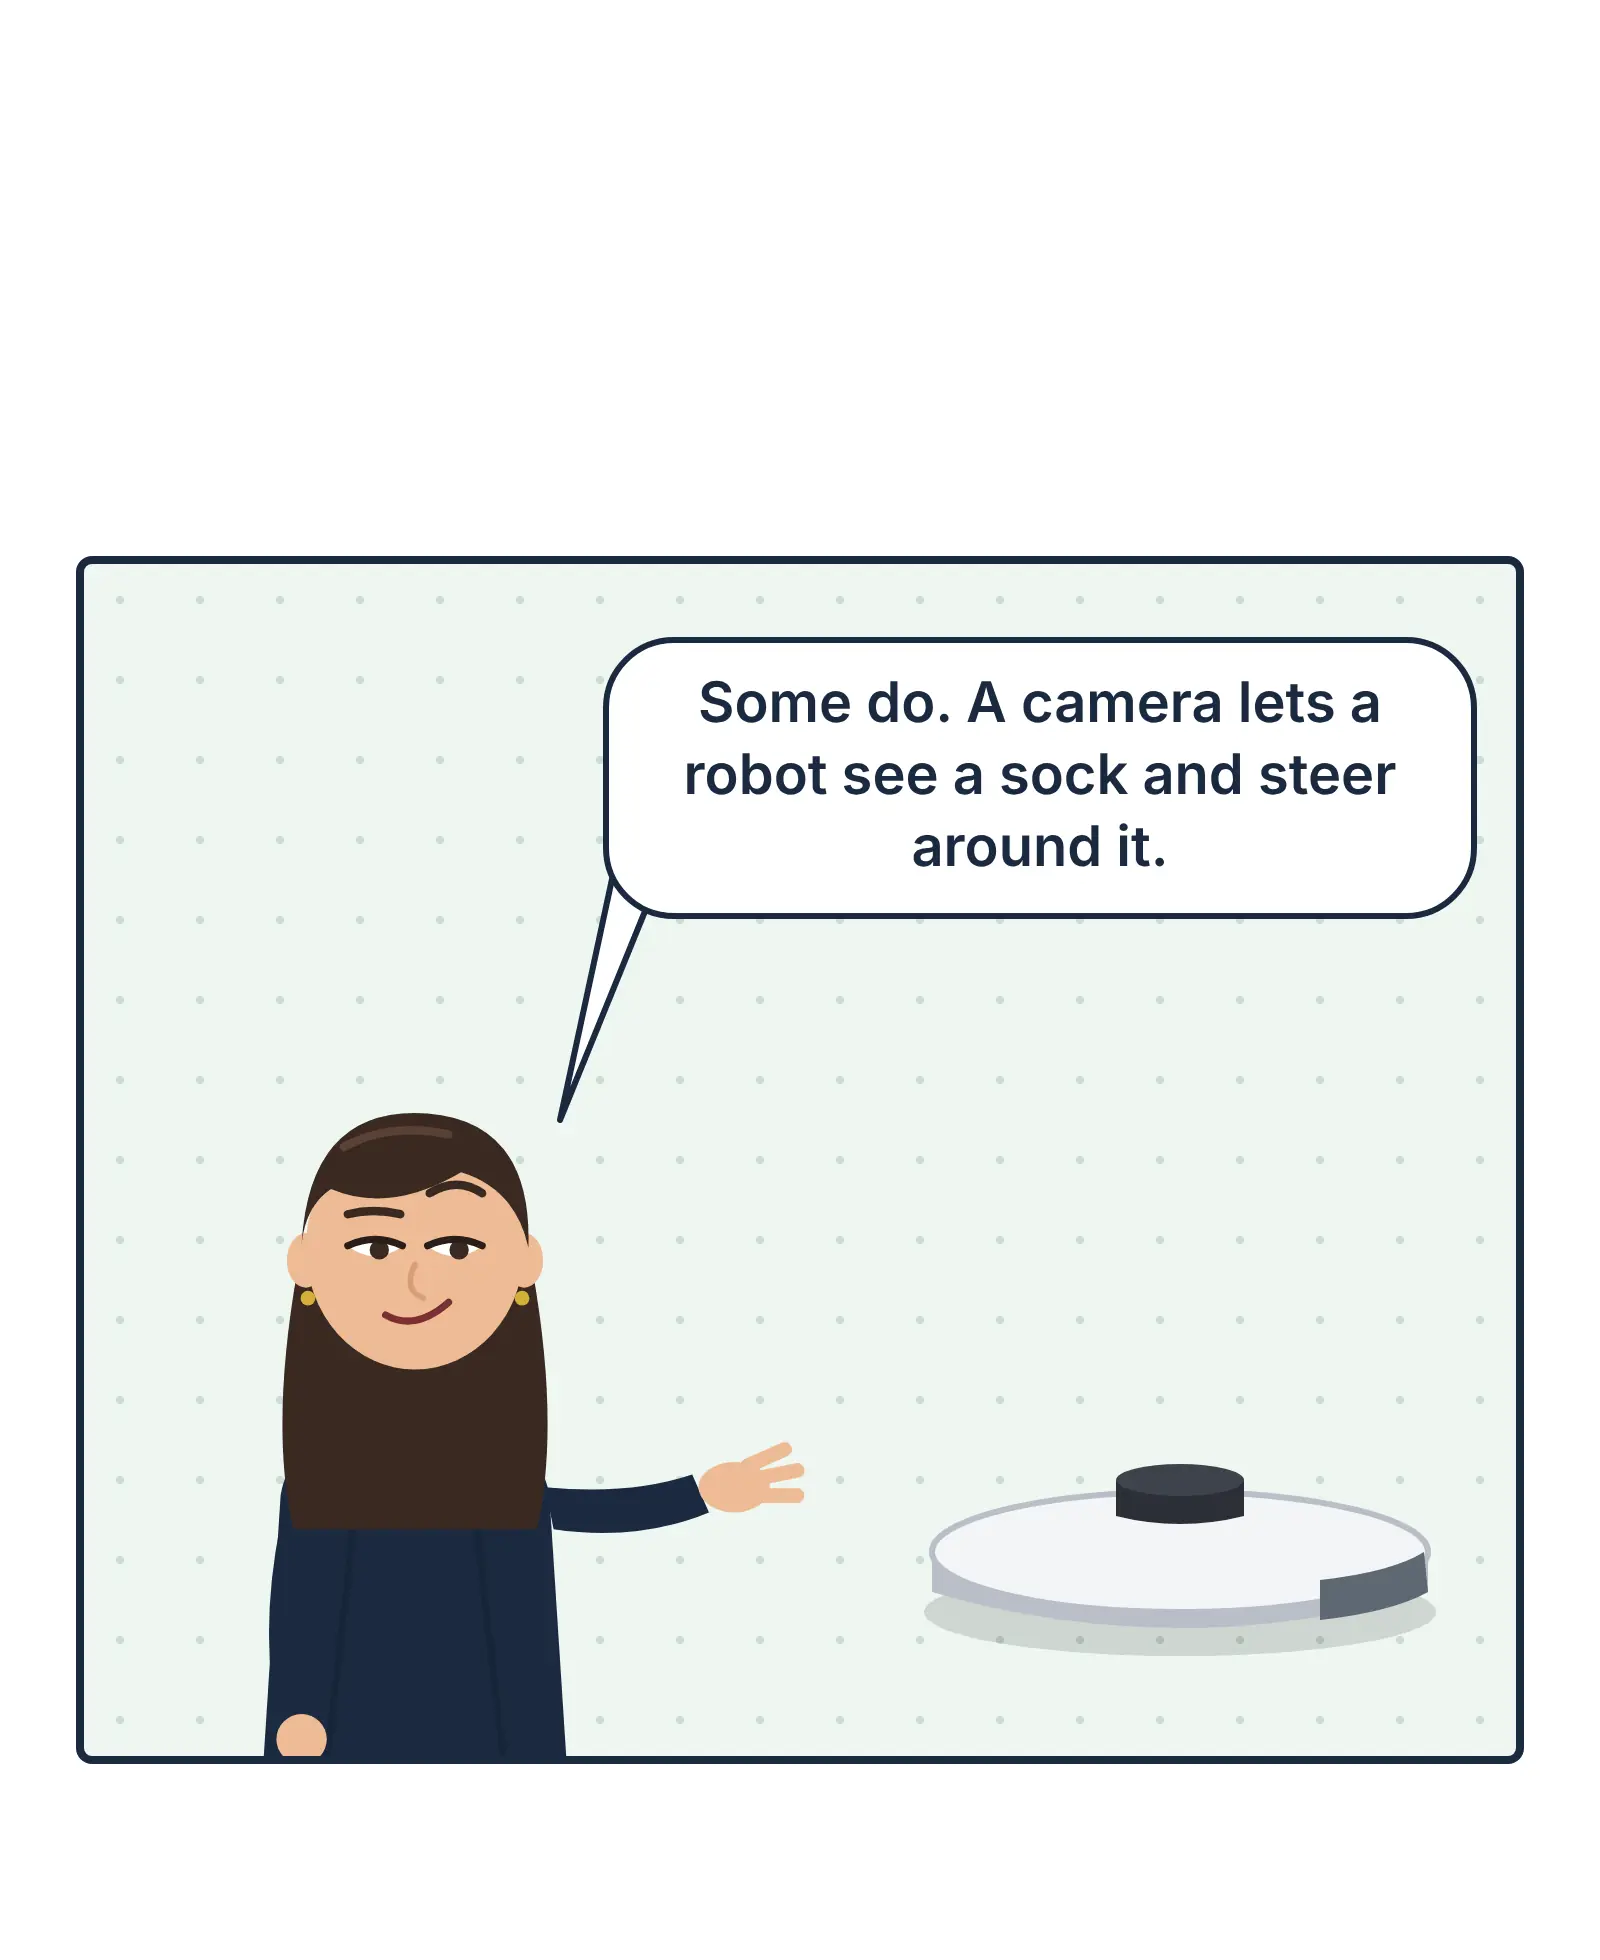 Some do. A camera lets a
robot see a sock and steer
around it.